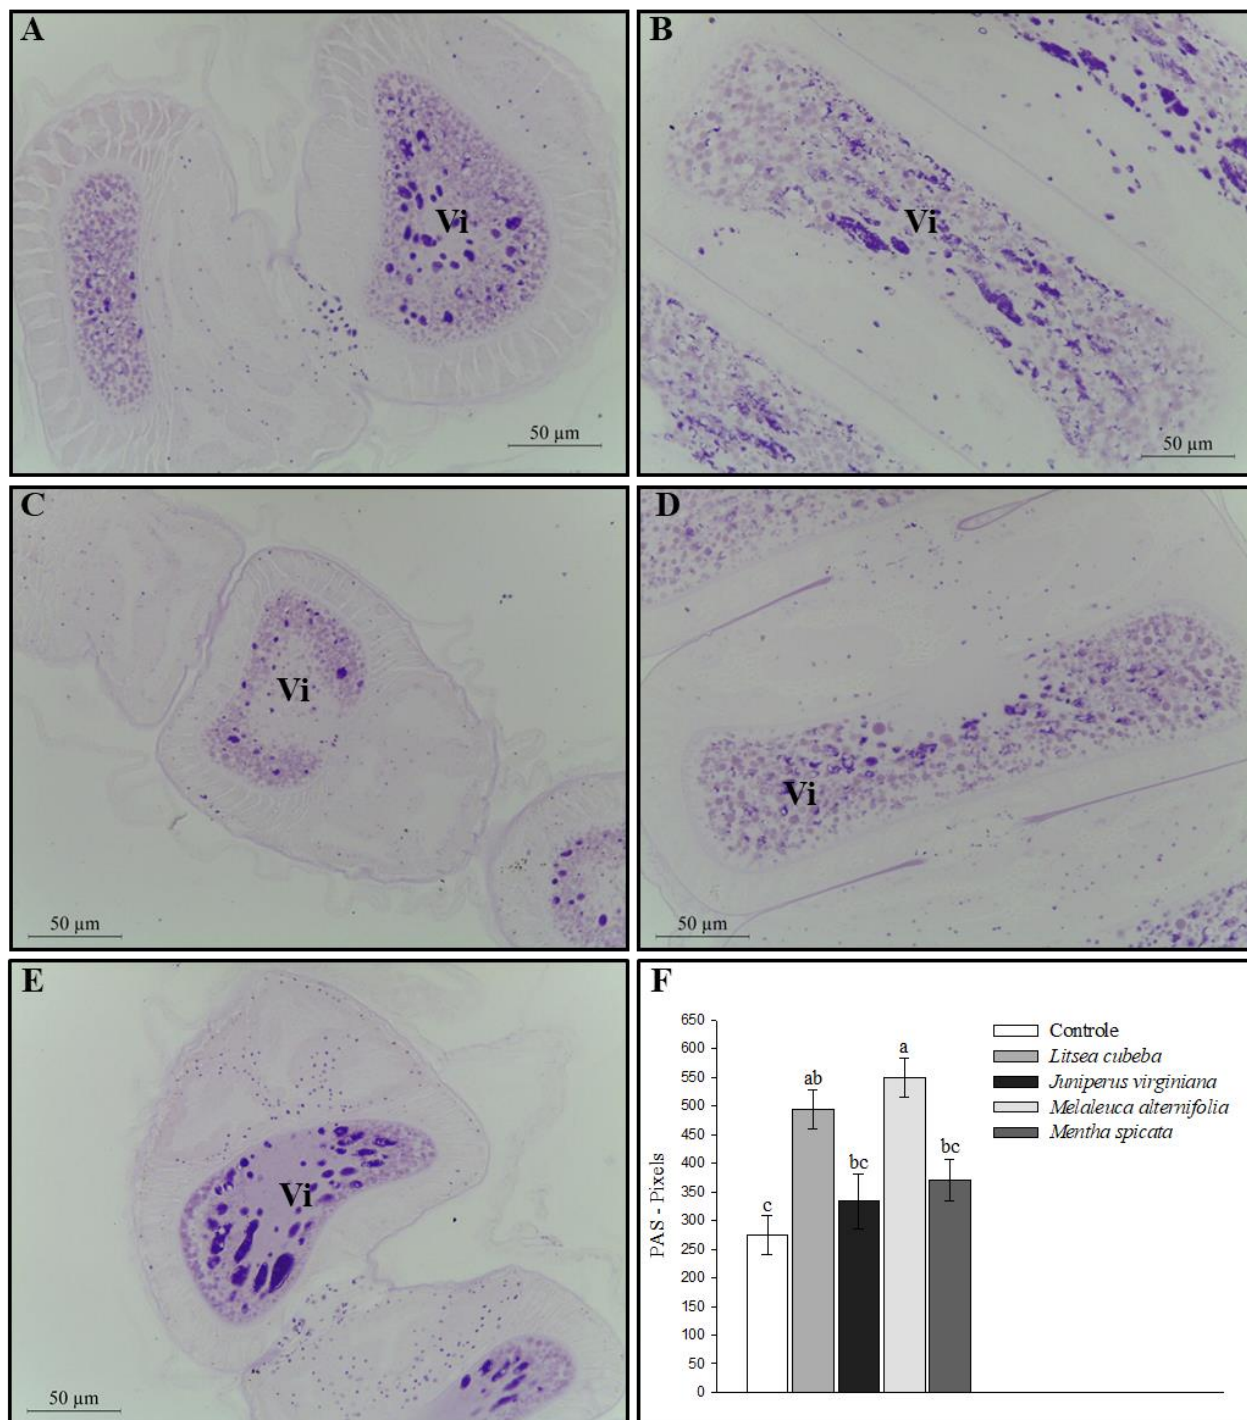 A
Vi
50 µm
B
Vi
50 µm
C
Vi
50 µm
D
Vi
50 µm
E
Vi
50 µm
F
650
600
550
500
450
400
350
300
250
200
150
100
50
0
PAS - Pixels
c
ab
bc
a
bc
Controle
Litsea cubeba
Juniperus virginiana
Melaleuca alternifolia
Mentha spicata